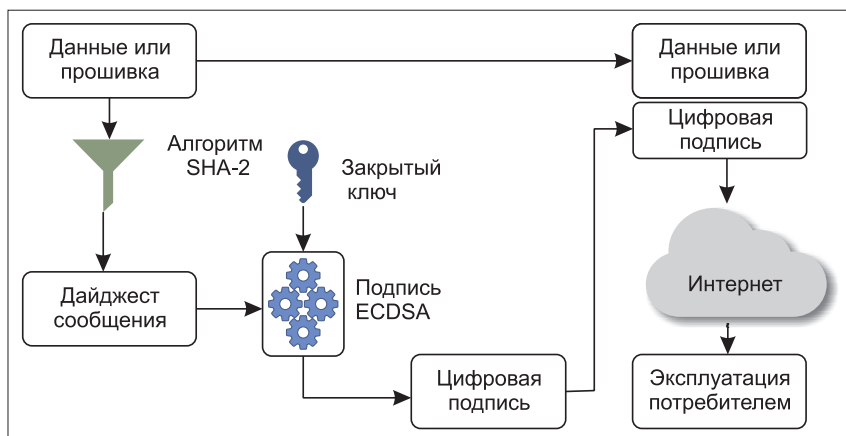 Данные или
прошивка
Данные или
прошивка
Цифровая
подпись
Алгоритм
SHA-2
Закрытый
ключ
Интернет
Дайджест
сообщения
Подпись
ECDSA
Цифровая
подпись
Эксплуатация
потребителем